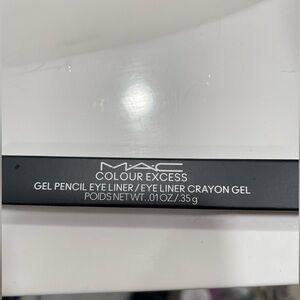 MAC
COLOUR EXCESS
GEL PENCIL EYE LINER/EYE LINER CRAYON GEL
POIDS NET WT. .01 OZ./.35 g